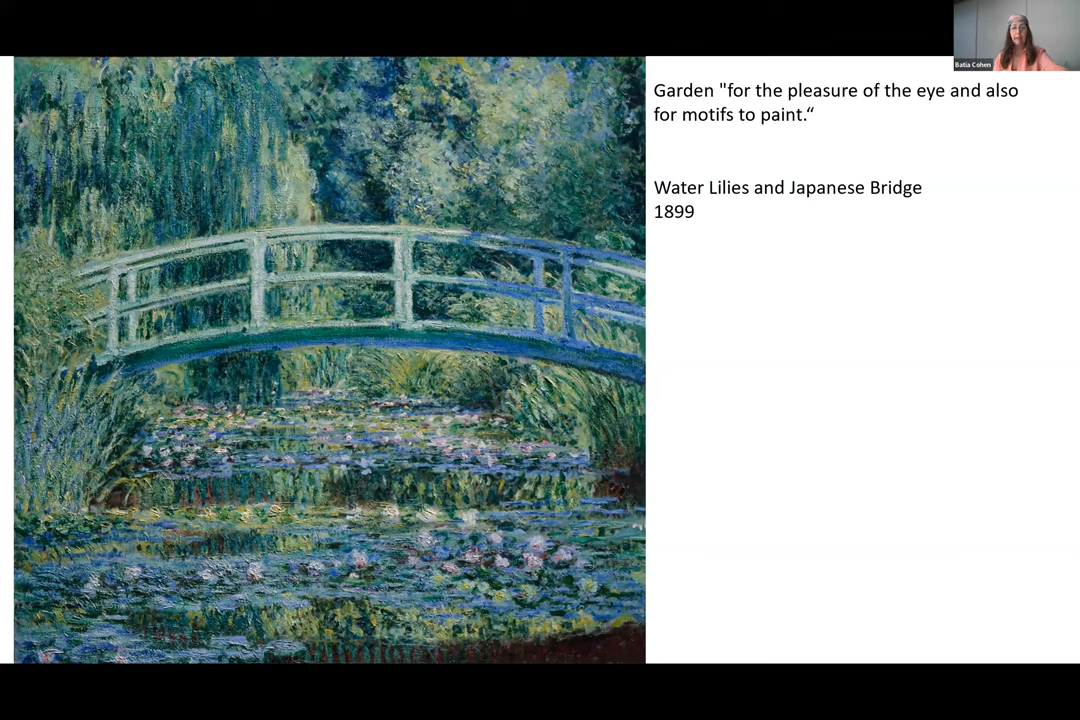 Batia Cohen
Garden "for the pleasure of the eye and also
for motifs to paint.“
Water Lilies and Japanese Bridge
1899